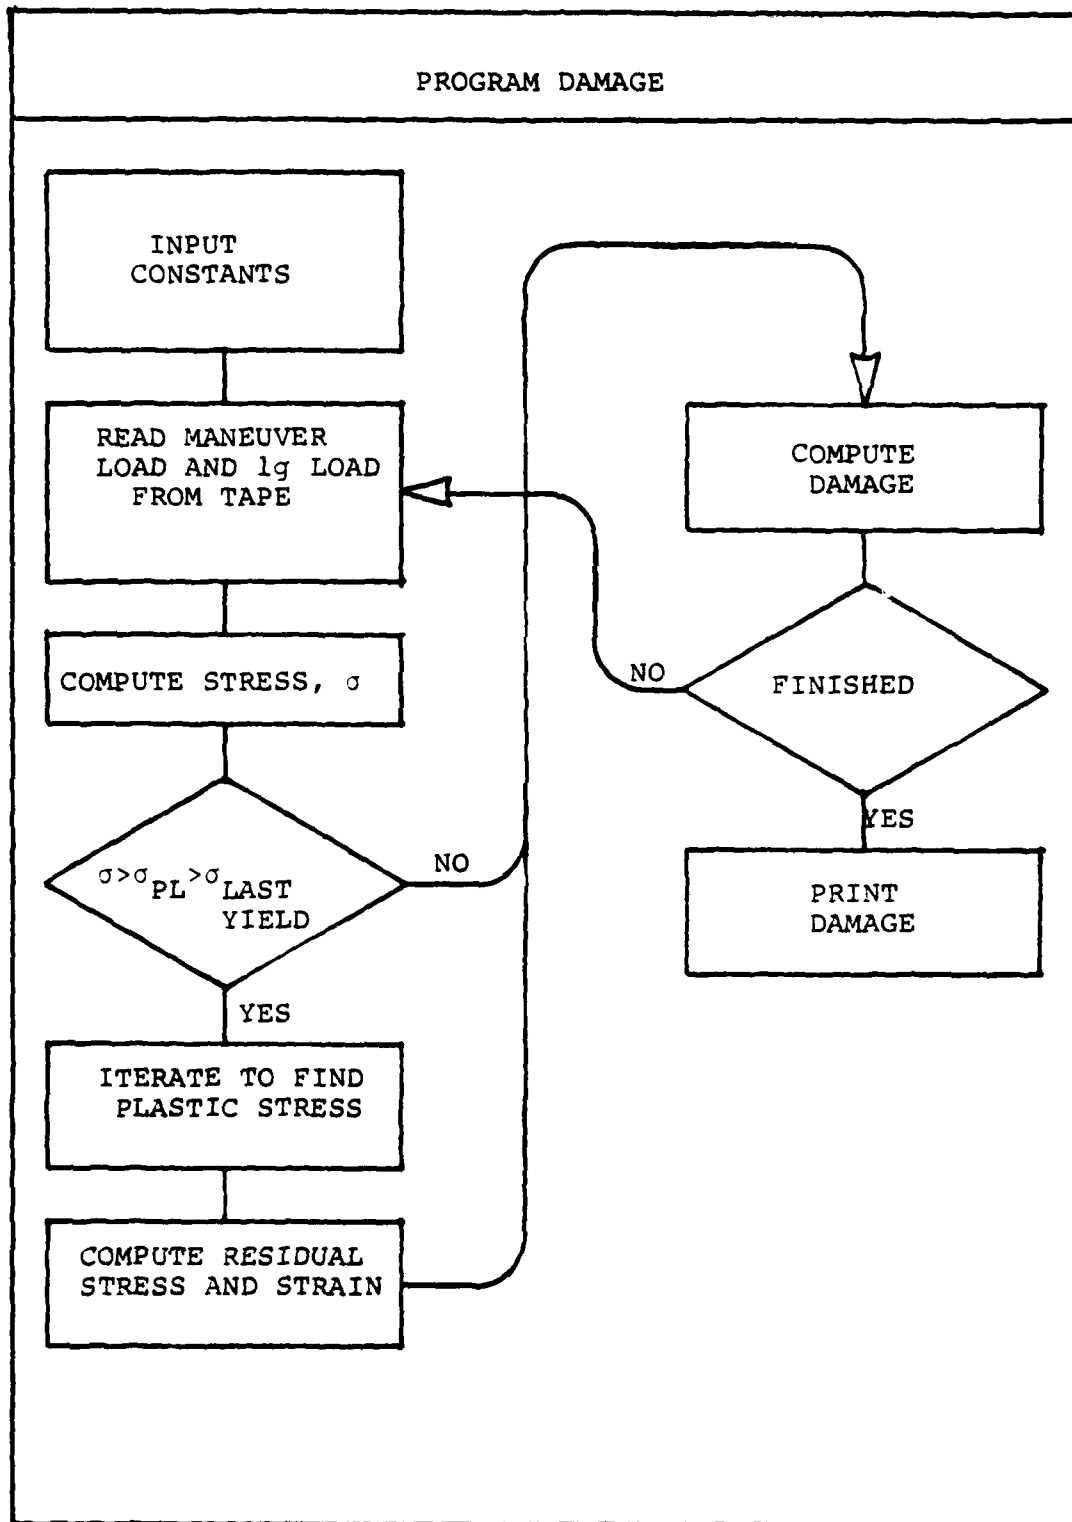 PROGRAM DAMAGE
INPUT
CONSTANTS
READ MANEUVER
LOAD AND 1g LOAD
FROM TAPE
COMPUTE STRESS, σ
σ>σPL>σLAST
YIELD
NO
YES
ITERATE TO FIND
PLASTIC STRESS
COMPUTE RESIDUAL
STRESS AND STRAIN
COMPUTE
DAMAGE
FINISHED
NO
YES
PRINT
DAMAGE